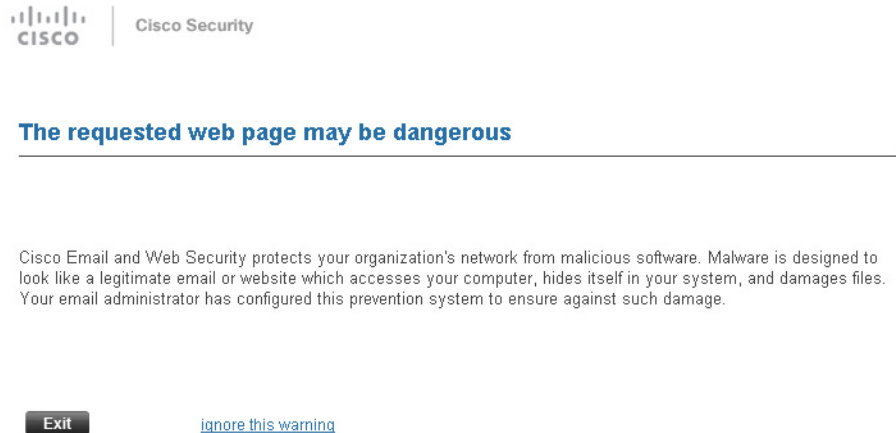 CISCO
Cisco Security
The requested web page may be dangerous
Cisco Email and Web Security protects your organization's network from malicious software. Malware is designed to
look like a legitimate email or website which accesses your computer, hides itself in your system, and damages files.
Your email administrator has configured this prevention system to ensure against such damage.
Exit
ignore this warning